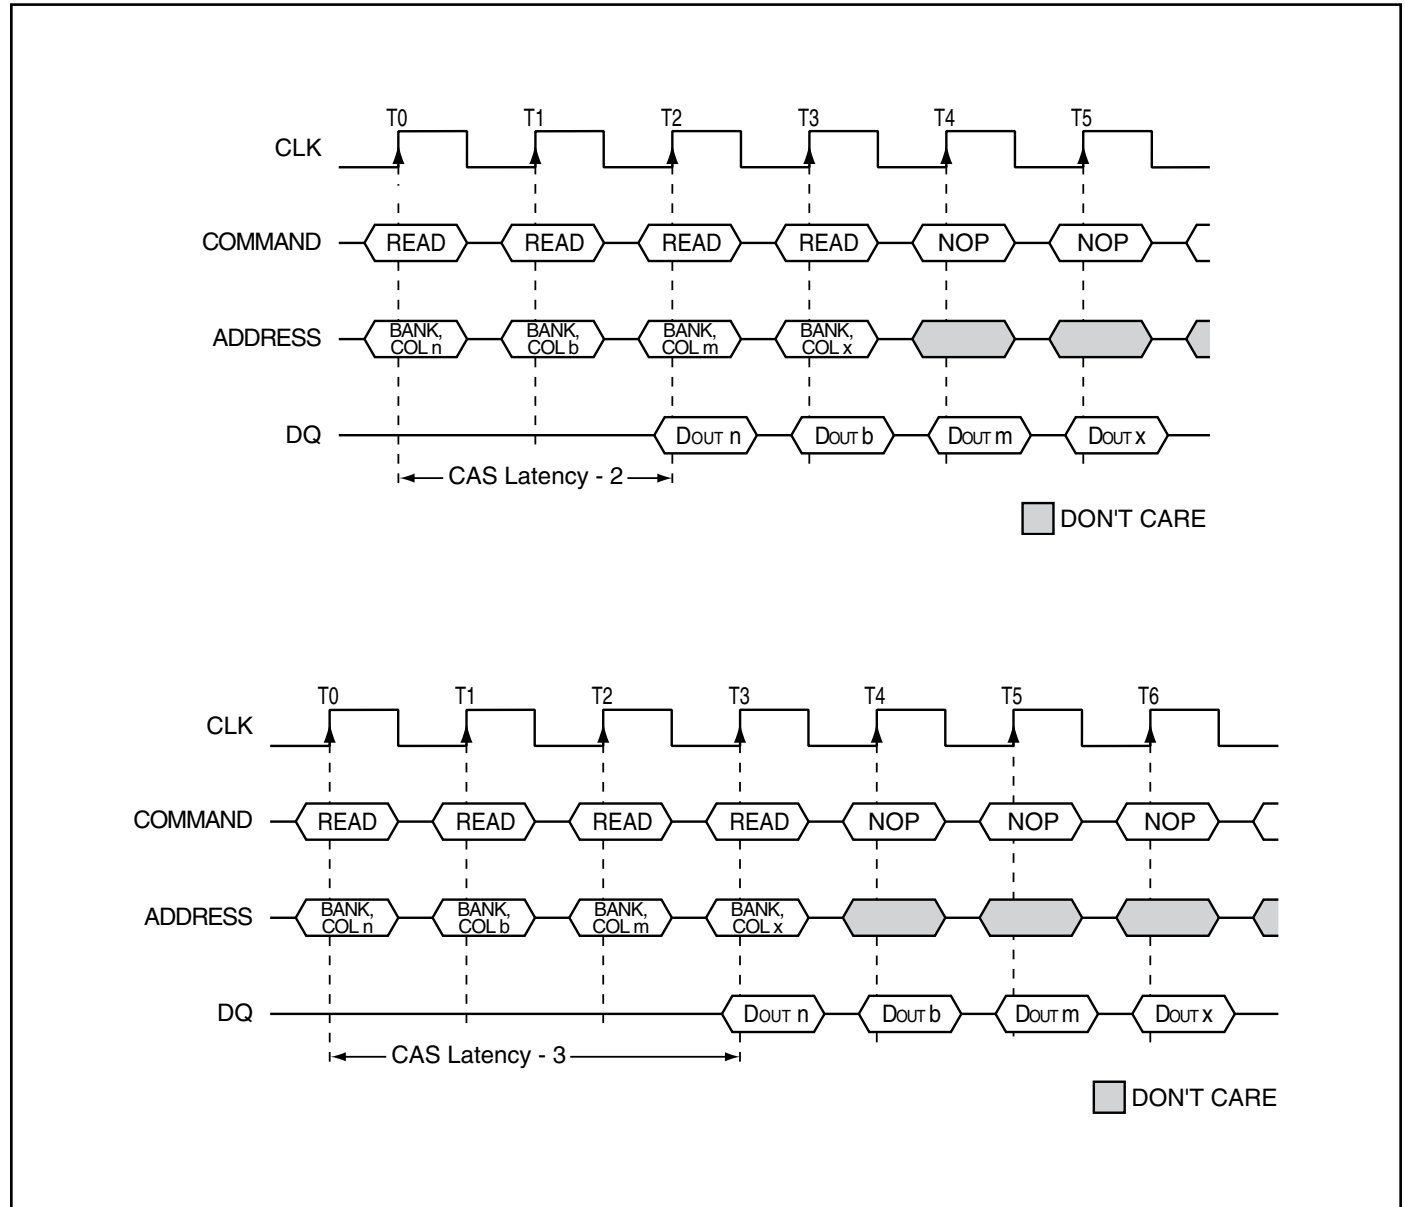 T0 T1 T2 T3 T4 T5
CLK
COMMAND READ READ READ READ NOP NOP
ADDRESS BANK, COL n BANK, COL b BANK, COL m BANK, COL x
DQ DOUT n DOUT b DOUT m DOUT x
CAS Latency - 2
DON'T CARE
T0 T1 T2 T3 T4 T5 T6
CLK
COMMAND READ READ READ READ NOP NOP NOP
ADDRESS BANK, COL n BANK, COL b BANK, COL m BANK, COL x
DQ DOUT n DOUT b DOUT m DOUT x
CAS Latency - 3
DON'T CARE